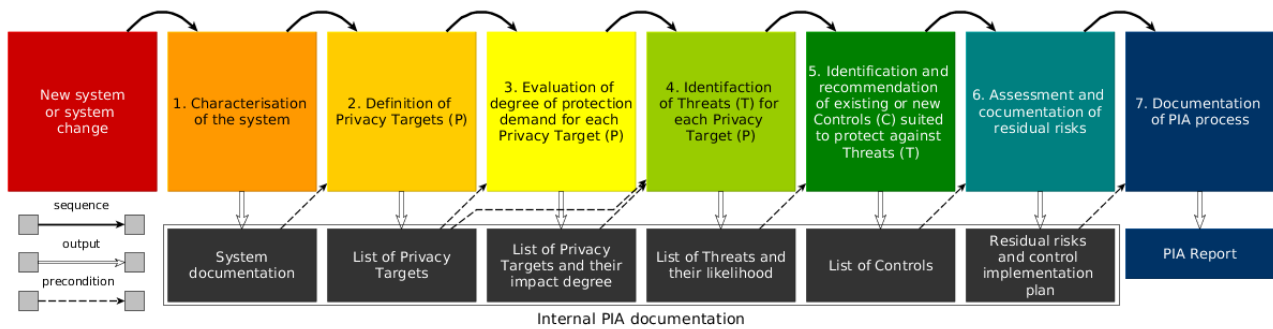 New system
or system
change
1. Characterisation
of the system
2. Definition of
Privacy Targets (P)
3. Evaluation of
degree of protection
demand for each
Privacy Target (P)
4. Identifaction
of Threats (T) for
each Privacy
Target (P)
5. Identification and
recommendation
of existing or new
Controls (C) suited
to protect against
Threats (T)
6. Assessment and
cocumentation of
residual risks
7. Documentation
of PIA process
sequence
output
precondition
System
documentation
List of Privacy
Targets
List of Privacy
Targets and their
impact degree
List of Threats and
their likelihood
List of Controls
Residual risks
and control
implementation
plan
PIA Report
Internal PIA documentation